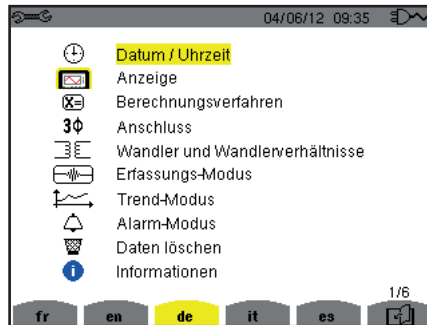 04/06/12 09:35
Datum / Uhrzeit
Anzeige
X= Berechnungsverfahren
3Φ Anschluss
Wandler und Wandlerverhältnisse
Erfassungs-Modus
Trend-Modus
Alarm-Modus
Daten löschen
i Informationen
1/6
fr en de it es